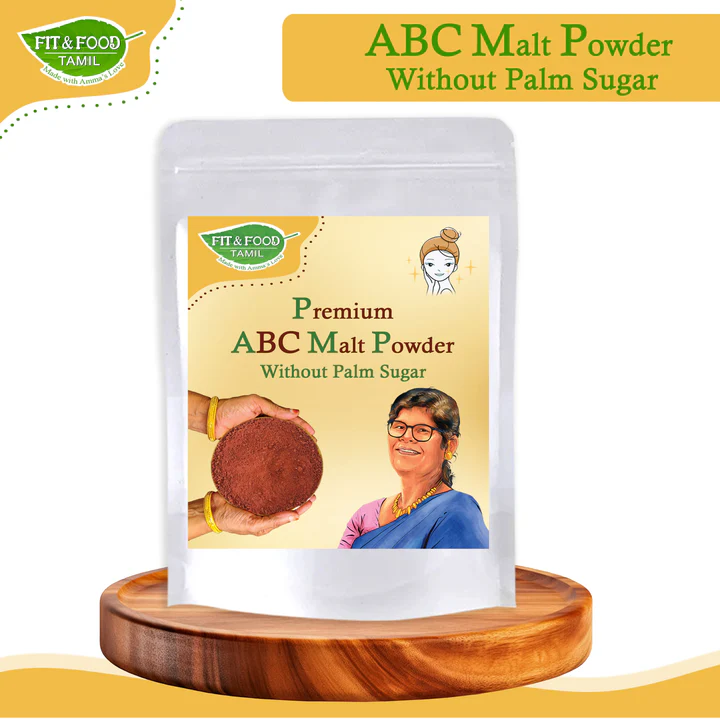 FIT & FOOD
TAMIL
Made with Amma's Love
ABC Malt Powder
Without Palm Sugar
FIT & FOOD
TAMIL
Made with Amma's Love
Premium
ABC Malt Powder
Without Palm Sugar